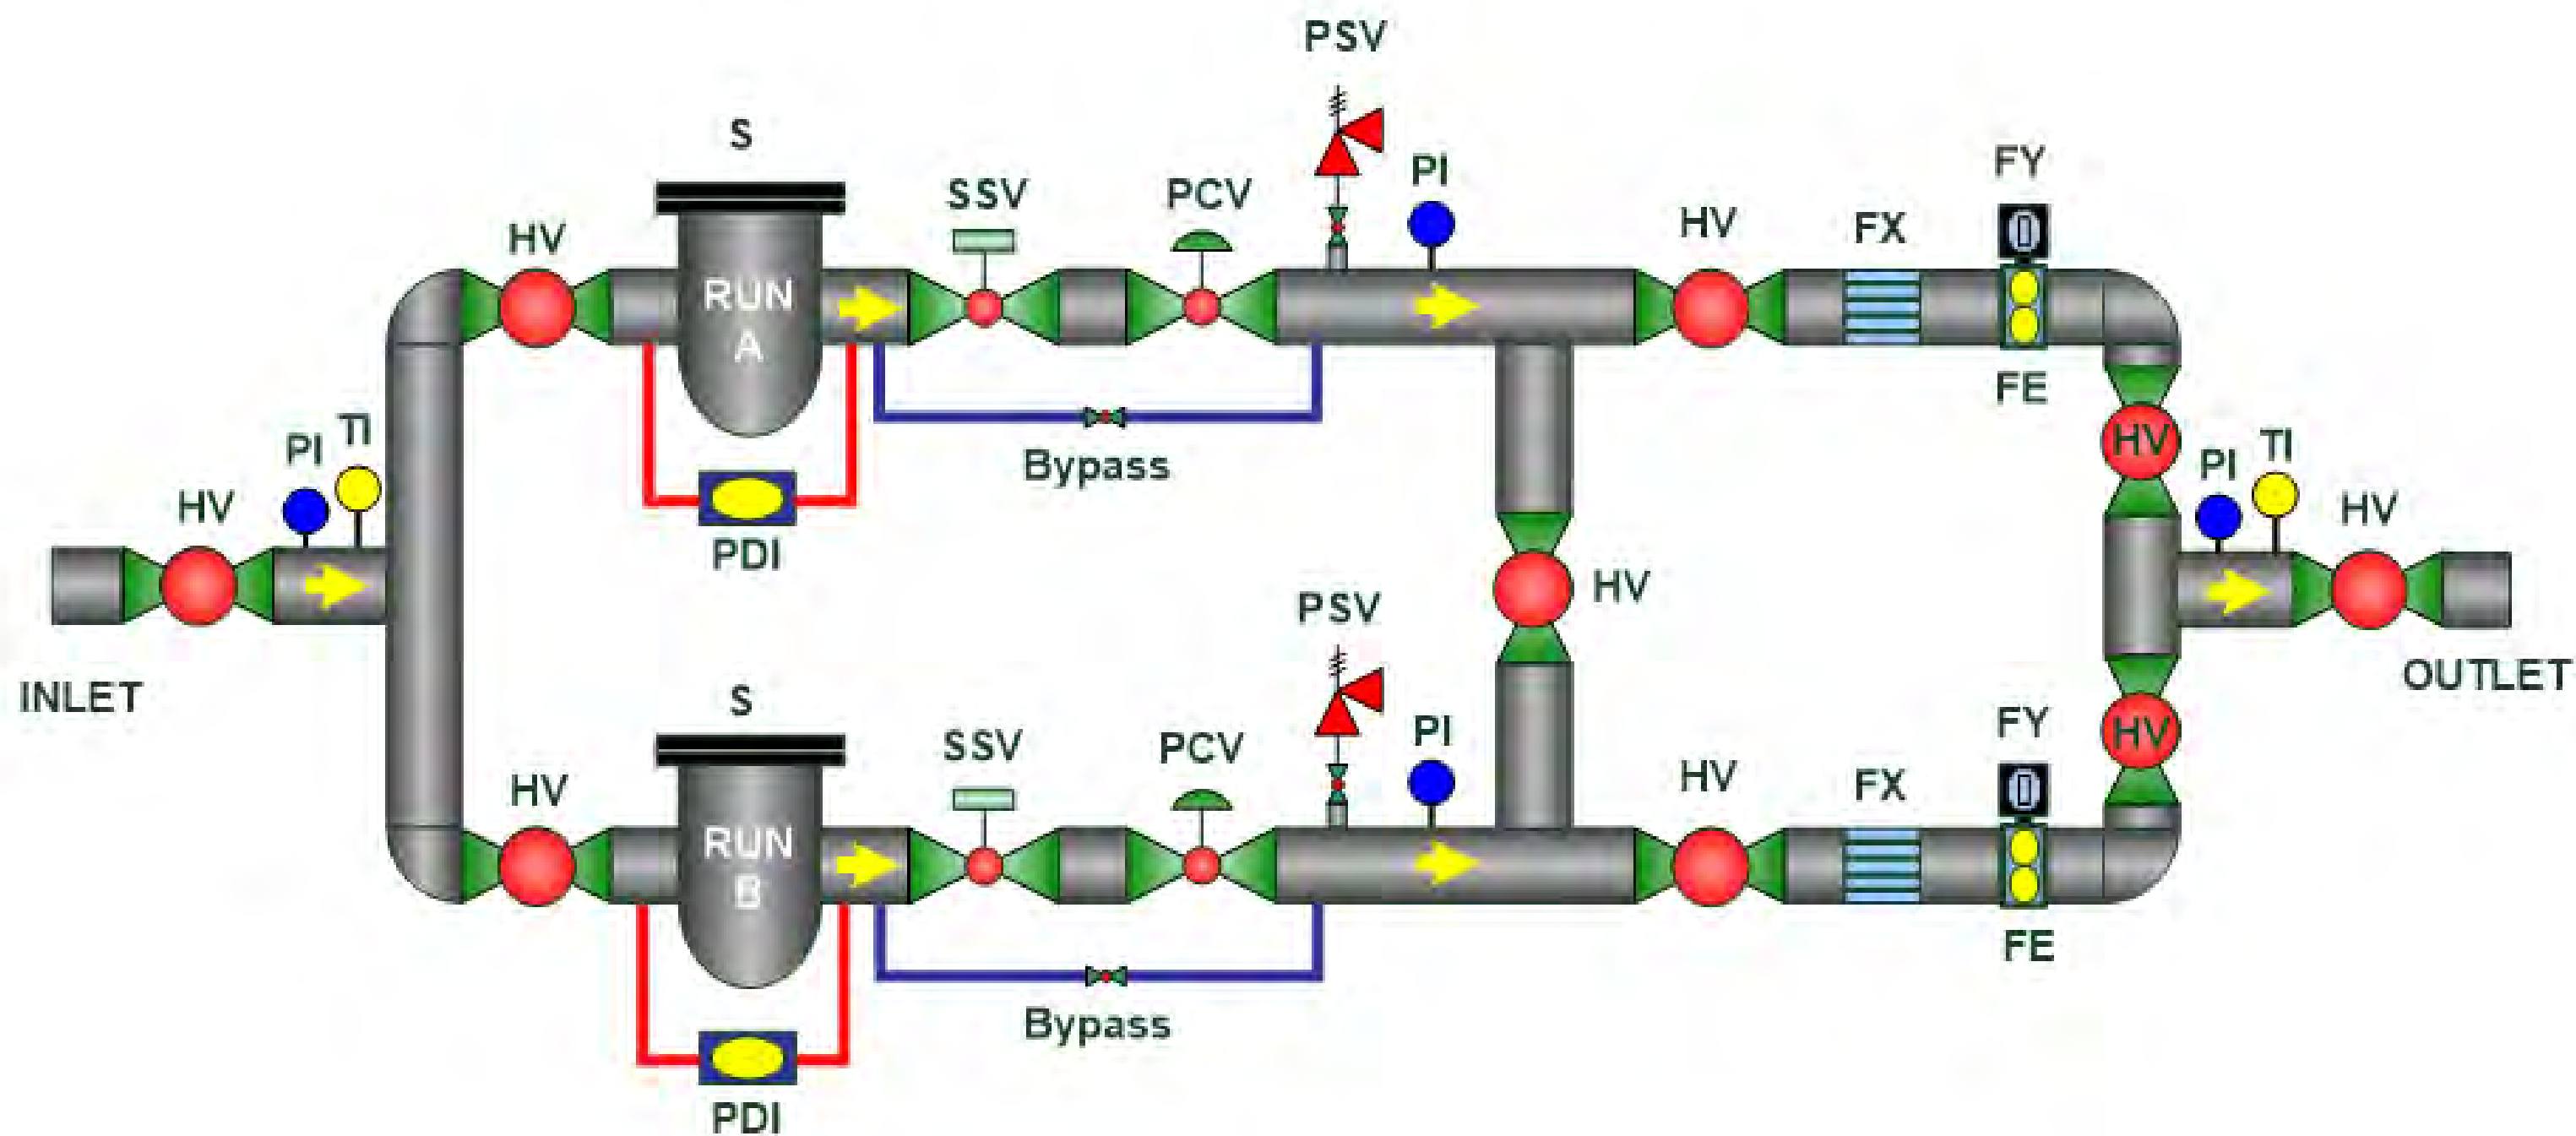 PSV
S
FY
PI
SSV
PCV
HV
FX
HV
RUN
A
FE
TI
PI
HV
TI
PI
Bypass
HV
HV
PDI
HV
PSV
INLET
OUTLET
S
FY
PI
HV
SSV
PCV
HV
FX
HV
RUN
B
FE
Bypass
PDI